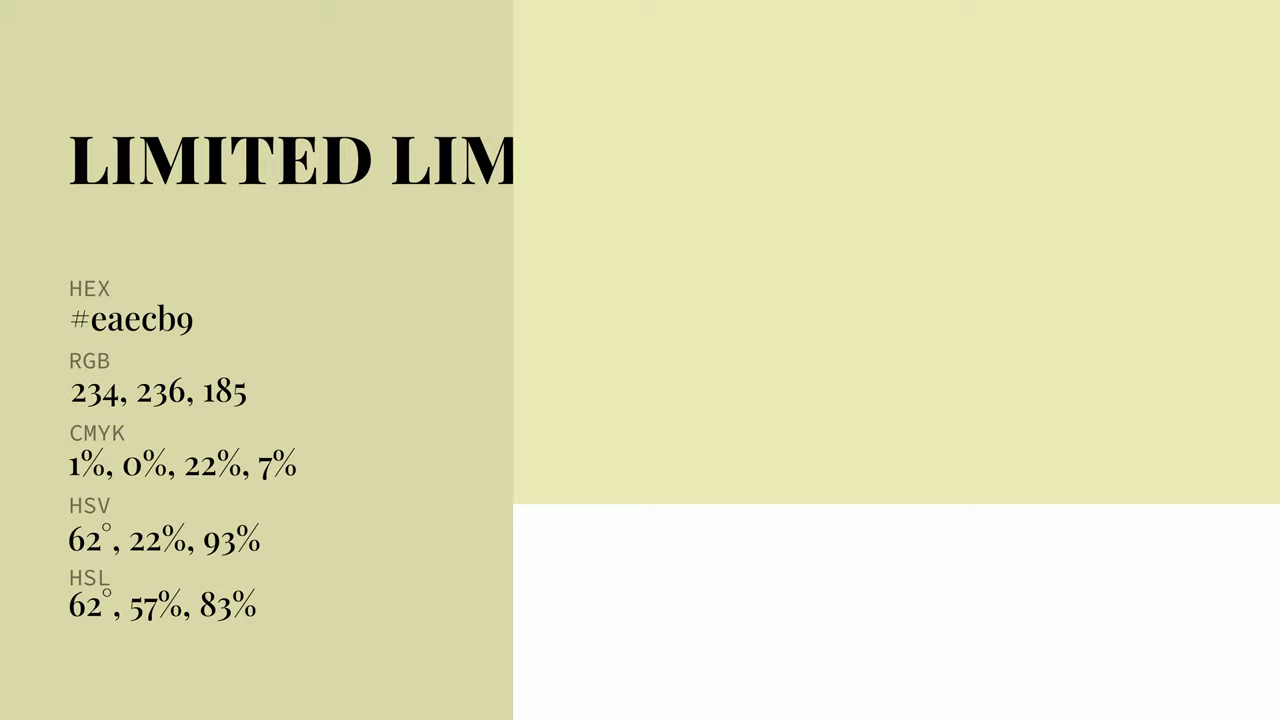 LIMITED LIM
HEX
#eaecb9
RGB
234, 236, 185
CMYK
1%, 0%, 22%, 7%
HSV
62°, 22%, 93%
HSL
62°, 57%, 83%